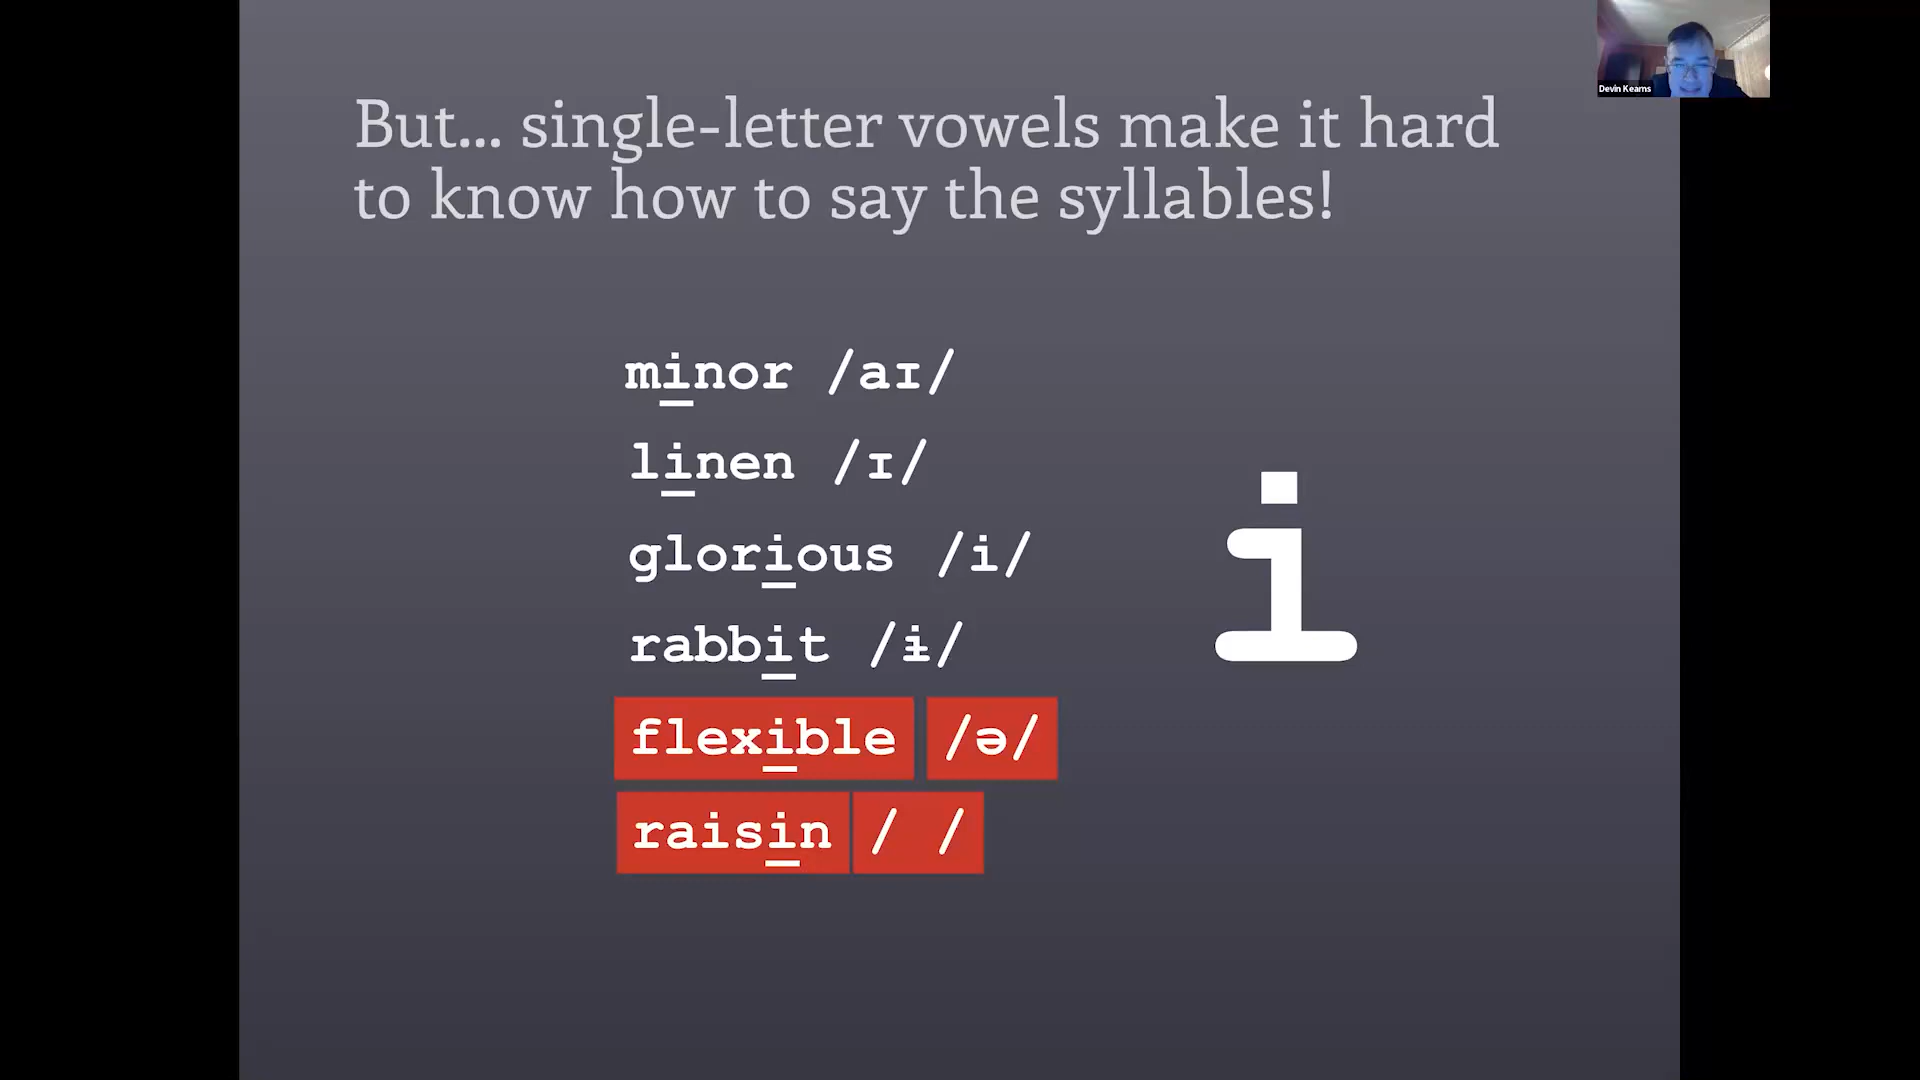 Devin Kearns
But... single-letter vowels make it hard
to know how to say the syllables!
minor /aɪ/
linen /ɪ/
glorious /i/
rabbit /ɨ/
flexible /ə/
raisin / /
i